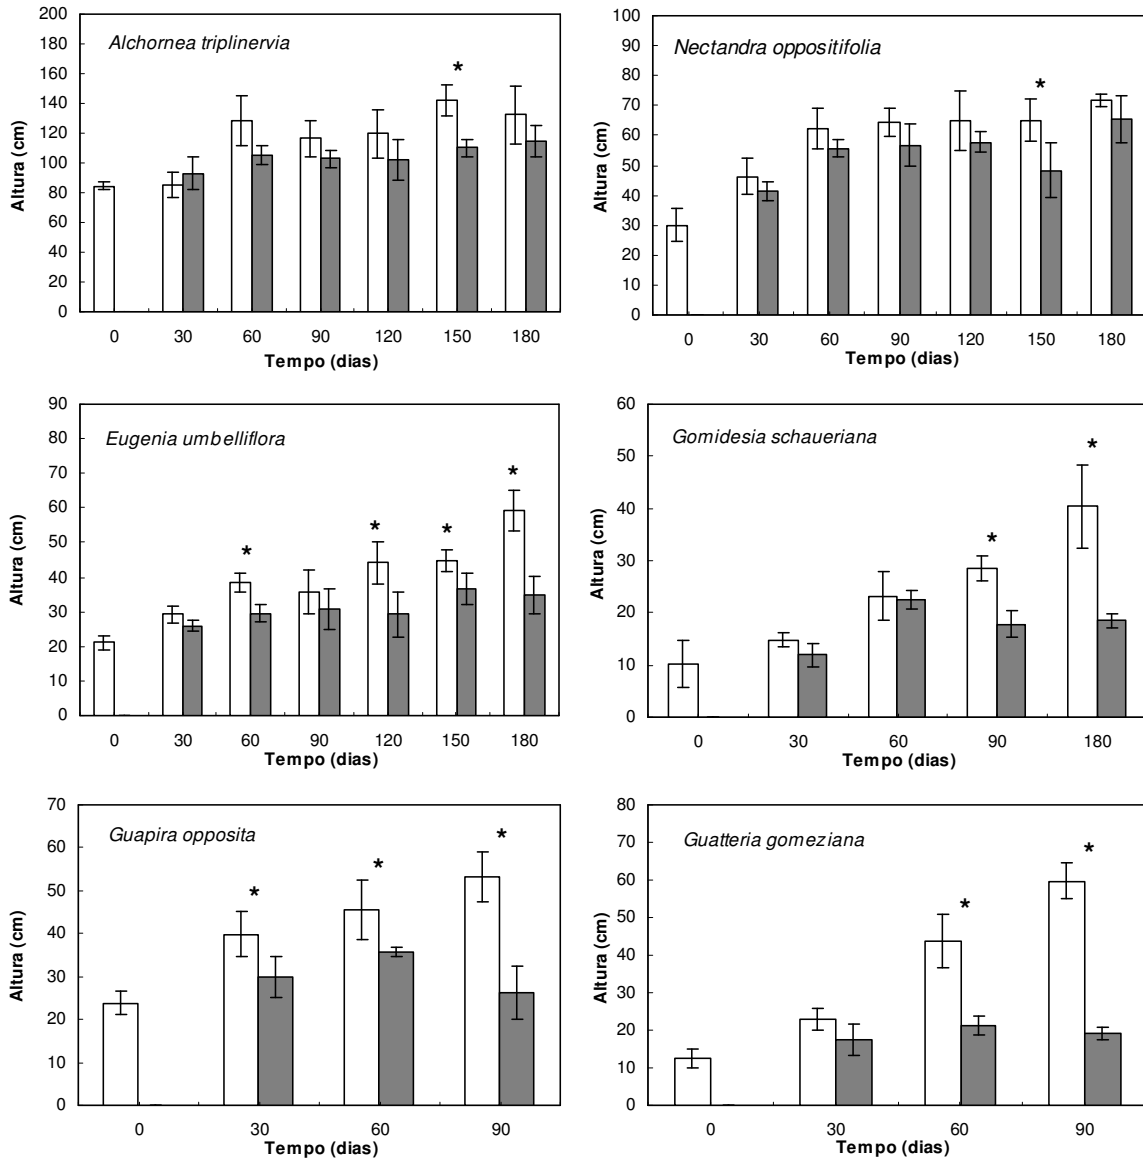 Alchornea triplinervia
Altura (cm)
200
180
160
140
120
100
80
60
40
20
0
*
0 30 60 90 120 150 180
Tempo (dias)
Nectandra oppositifolia
Altura (cm)
100
90
80
70
60
50
40
30
20
10
0
*
0 30 60 90 120 150 180
Tempo (dias)
Eugenia umbelliflora
Altura (cm)
90
80
70
60
50
40
30
20
10
0
* * * *
0 30 60 90 120 150 180
Tempo (dias)
Gomidesia schaueriana
Altura (cm)
60
50
40
30
20
10
0
* *
0 30 60 90 180
Tempo (dias)
Guapira opposita
Altura (cm)
70
60
50
40
30
20
10
0
* * *
0 30 60 90
Tempo (dias)
Guatteria gomeziana
Altura (cm)
80
70
60
50
40
30
20
10
0
* *
0 30 60 90
Tempo (dias)